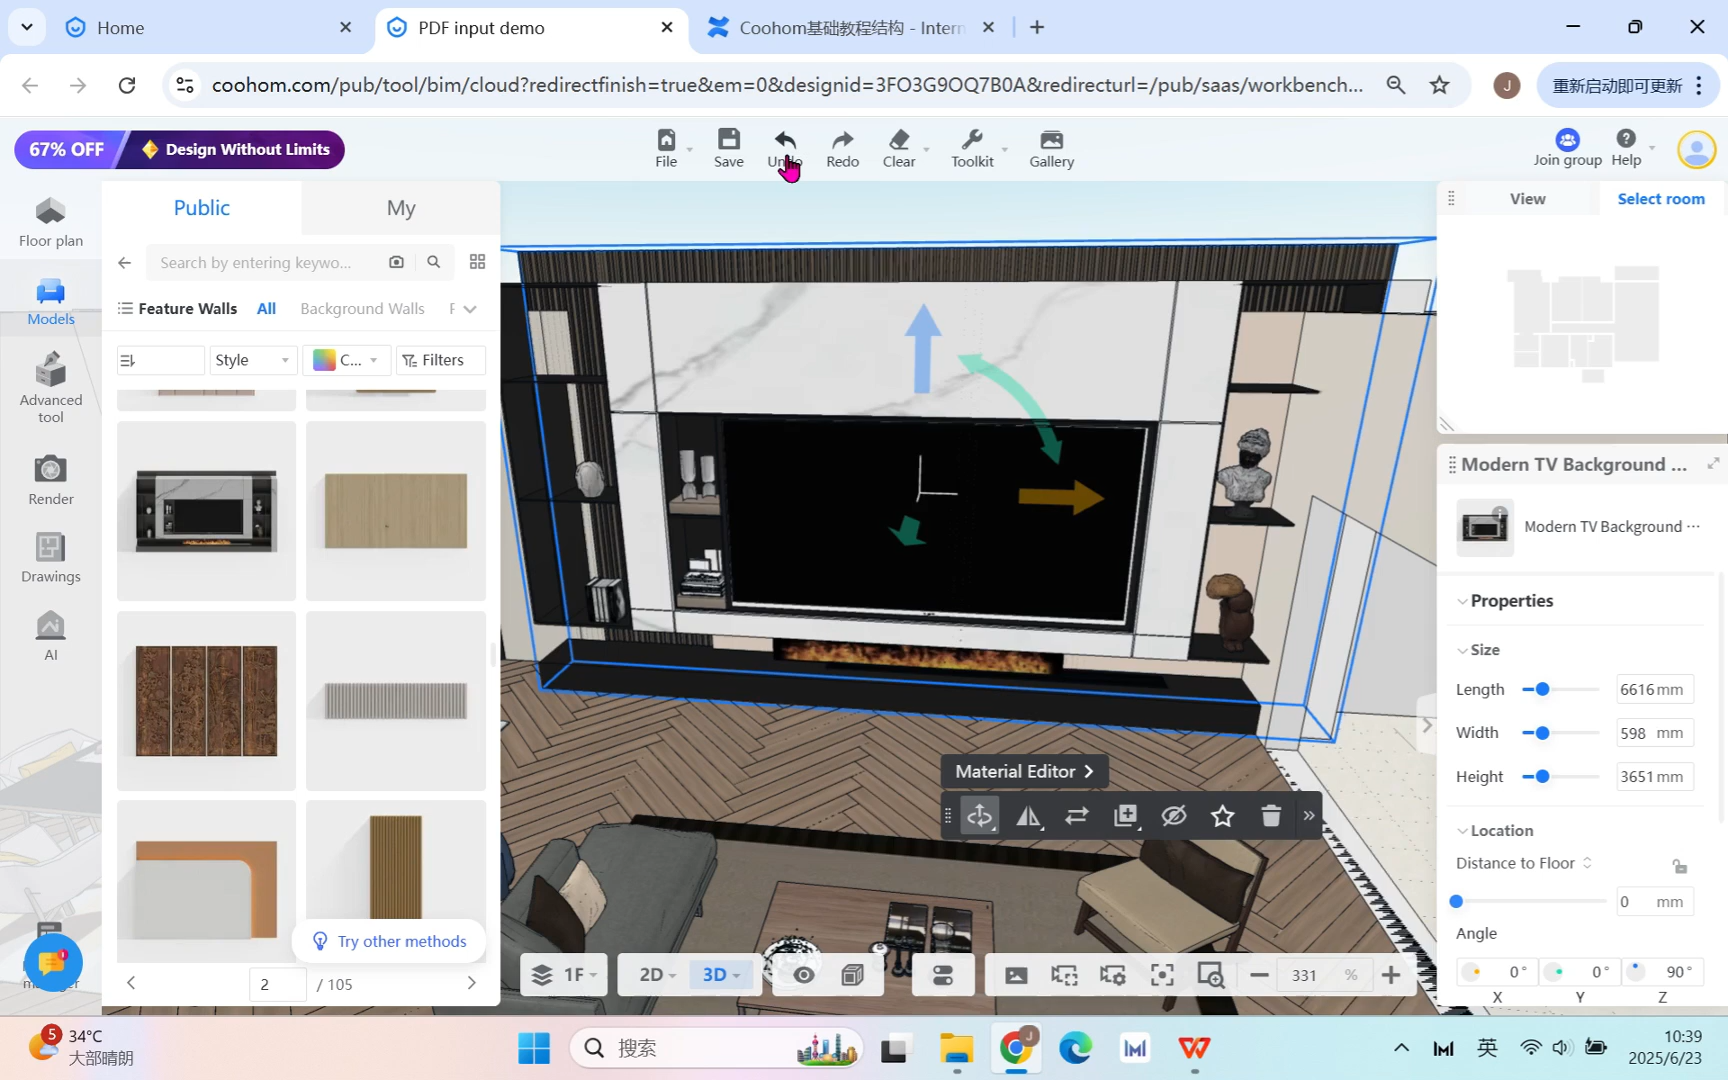 Home
PDF input demo
Coohom基础教程结构 - Intern
coohom.com/pub/tool/bim/cloud?redirectfinish=true&em=0&designid=3FO3G9OQ7B0A&redirecturl=/pub/saas/workbench...
J
重新启动即可更新
67% OFF
Design Without Limits
File
Save
Undo
Redo
Clear
Toolkit
Gallery
Join group
Help
Floor plan
Models
Advanced
tool
Render
Drawings
AI
Public
My
Search by entering keywo...
Feature Walls
All
Background Walls
Style
C...
Filters
Try other methods
2
/ 105
Material Editor
1F
2D
3D
331
%
View
Select room
Modern TV Background ...
Modern TV Background ...
Properties
Size
Length
6616 mm
Width
598 mm
Height
3651 mm
Location
Distance to Floor
0 mm
Angle
0°
0°
90°
X
Y
Z
5
34°C
大部晴朗
搜索
J
英
10:39
2025/6/23